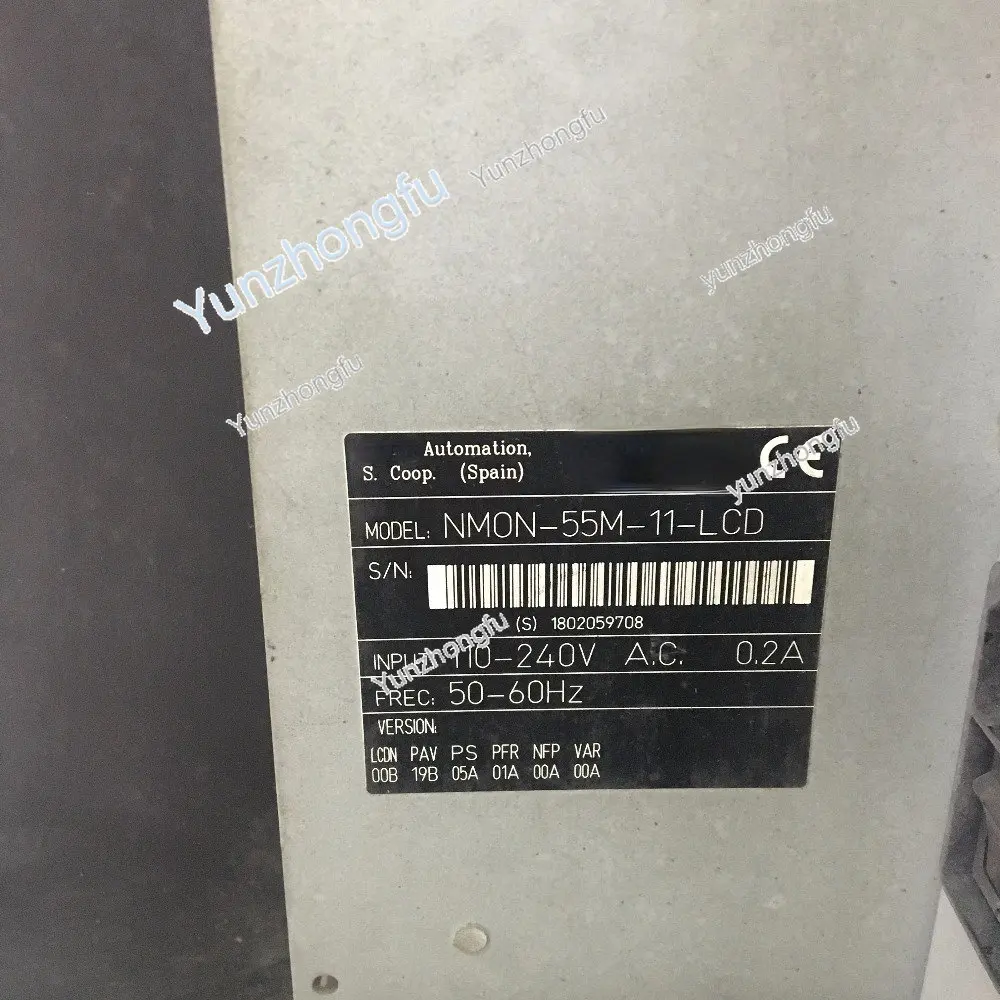 Yunzhongfu
Yunzhongfu
Yunzhongfu
Yunzhongfu
Automation,
S. Coop. (Spain)
CE
Yunzhongfu
MODEL: NMON-55M-11-LCD
S/N:
(S) 1802059708
Yunzhongfu
INPUT: 110-240V A.C. 0.2A
FREC: 50-60Hz
VERSION:
LCDN PAV PS PFR NFP VAR
00B 19B 05A 01A 00A 00A